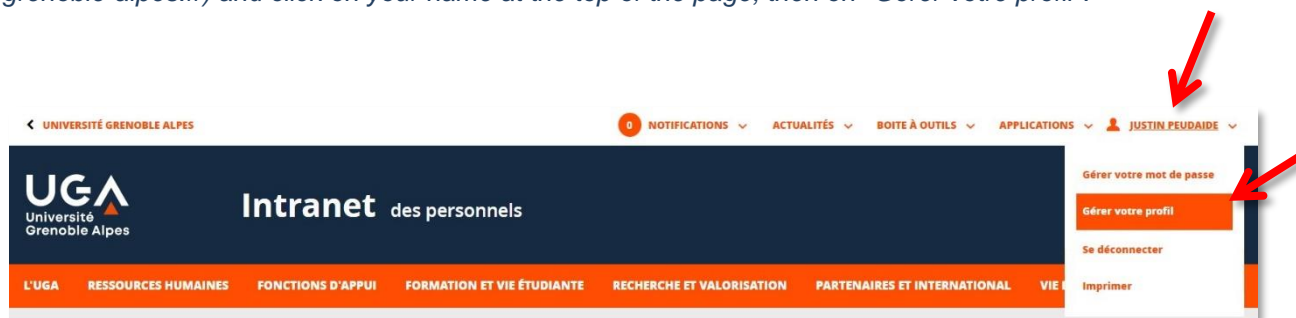 grenoble-alpes...) and click on your name at the top of the page, then on "Gérer votre profil".
UNIVERSITÉ GRENOBLE ALPES
0 NOTIFICATIONS ACTUALITÉS BOITE À OUTILS APPLICATIONS JUSTIN PEUDAIDE
Gérer votre mot de passe
Gérer votre profil
Se déconnecter
Imprimer
UGA
Université
Grenoble Alpes
Intranet des personnels
L'UGA RESSOURCES HUMAINES FONCTIONS D'APPUI FORMATION ET VIE ÉTUDIANTE RECHERCHE ET VALORISATION PARTENAIRES ET INTERNATIONAL VIE